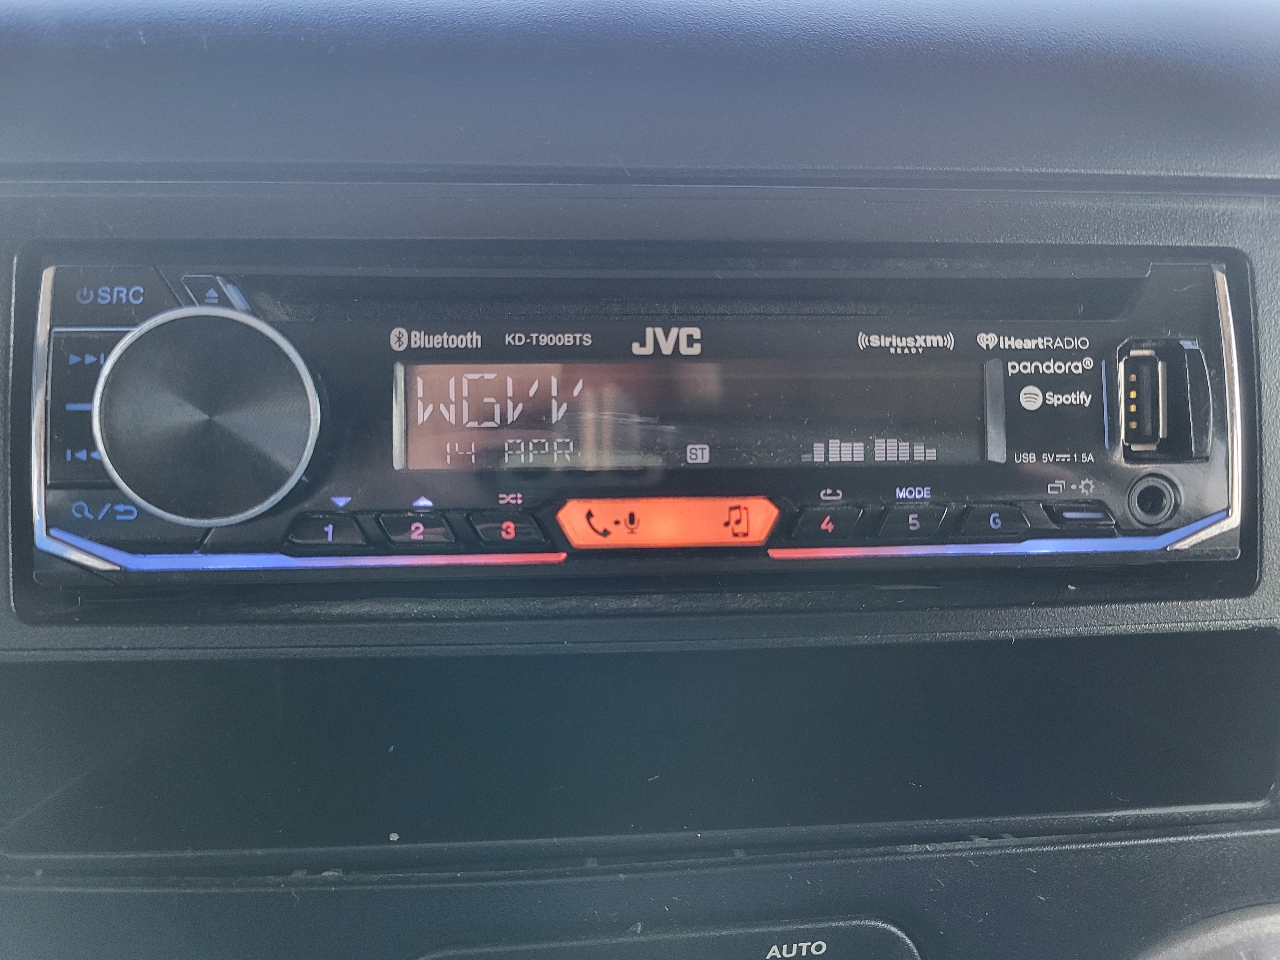 SRC
Bluetooth KD-T900BTS JVC
((SiriusXM))
READY
iHeartRADIO
pandora®
Spotify
WGVV
14 APR
ST
USB 5V 1.5A
MODE
1 2 3 4 5 6
AUTO